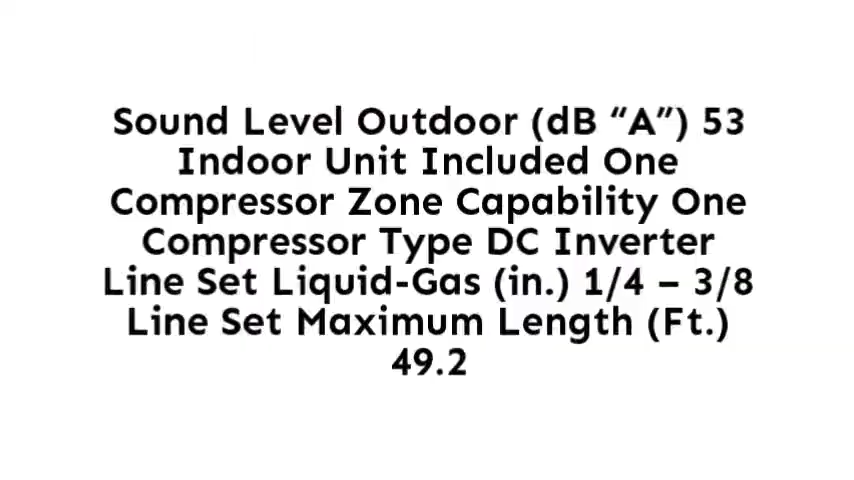 Sound Level Outdoor (dB “A”) 53
Indoor Unit Included One
Compressor Zone Capability One
Compressor Type DC Inverter
Line Set Liquid-Gas (in.) 1/4 – 3/8
Line Set Maximum Length (Ft.)
49.2